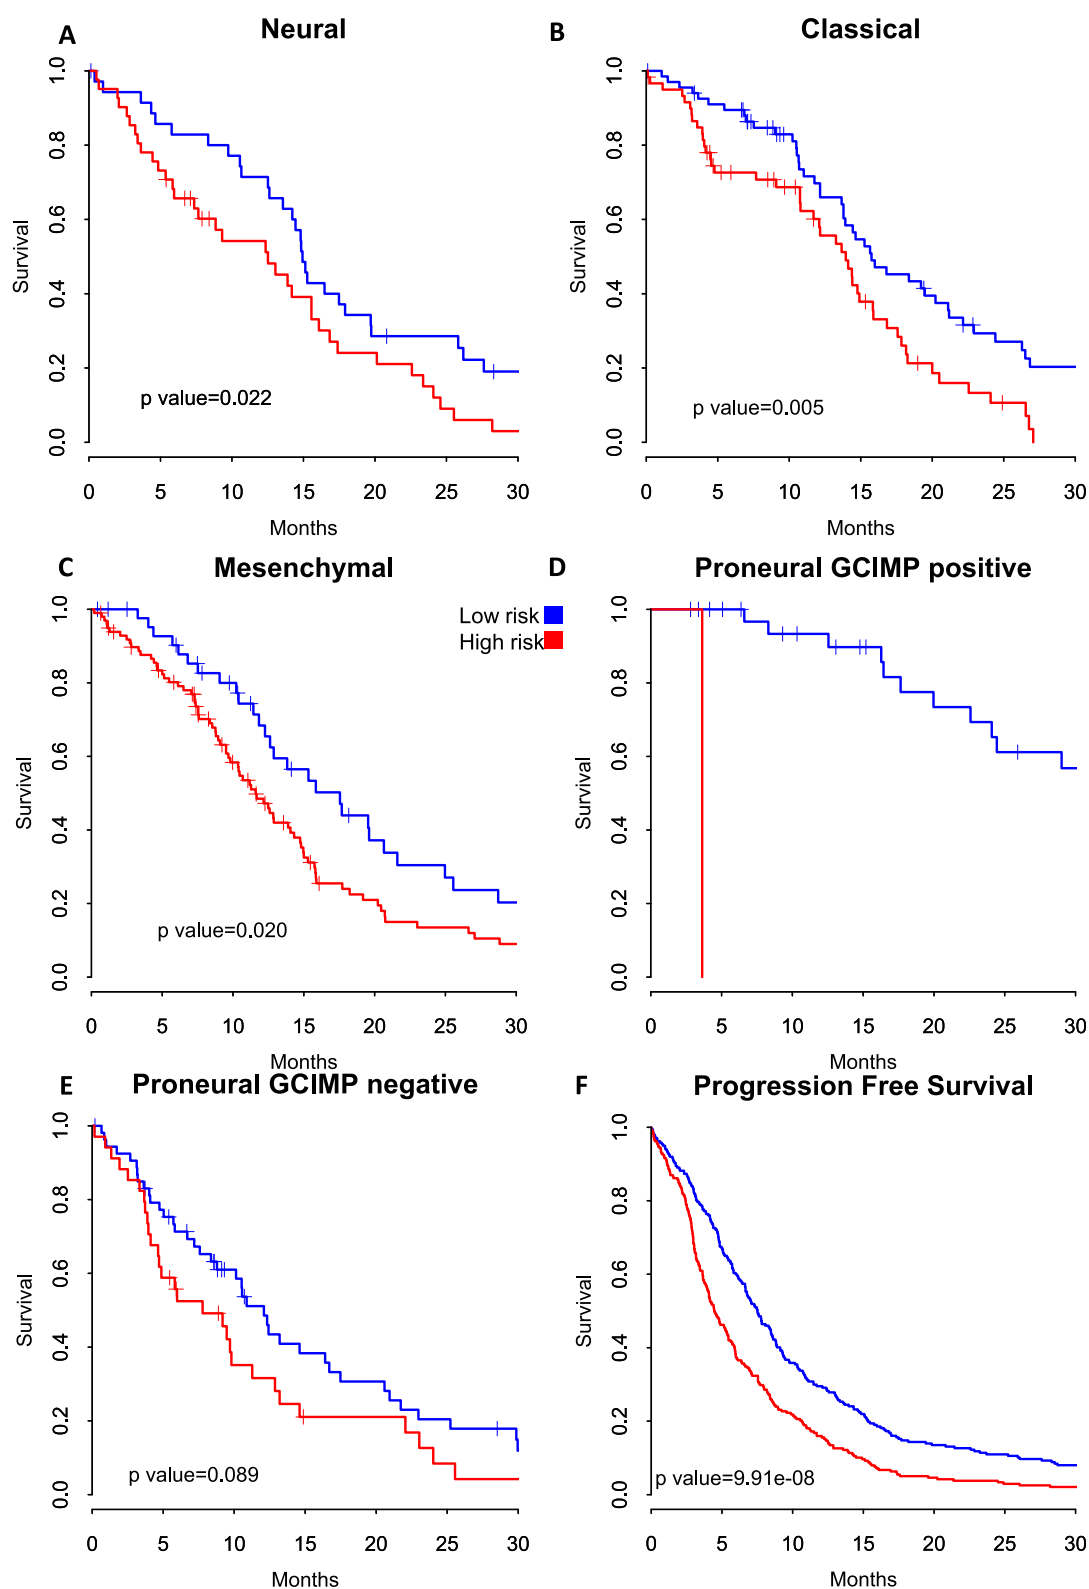 A Neural
1.0
0.8
0.6
0.4
0.2
0.0
Survival
p value=0.022
0 5 10 15 20 25 30
Months
B Classical
1.0
0.8
0.6
0.4
0.2
0.0
Survival
p value=0.005
0 5 10 15 20 25 30
Months
C Mesenchymal
1.0
0.8
0.6
0.4
0.2
0.0
Survival
Low risk
High risk
p value=0.020
0 5 10 15 20 25 30
Months
D Proneural GCIMP positive
1.0
0.8
0.6
0.4
0.2
0.0
Survival
0 5 10 15 20 25 30
Months
E Proneural GCIMP negative
1.0
0.8
0.6
0.4
0.2
0.0
Survival
p value=0.089
0 5 10 15 20 25 30
Months
F Progression Free Survival
1.0
0.8
0.6
0.4
0.2
0.0
Survival
p value=9.91e-08
0 5 10 15 20 25 30
Months